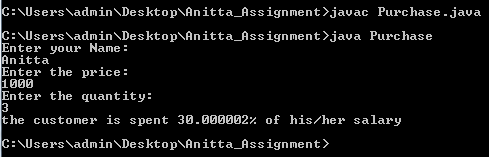 C:\Users\admin\Desktop\Anitta_Assignment>javac Purchase.java
C:\Users\admin\Desktop\Anitta_Assignment>java Purchase
Enter your Name:
Anitta
Enter the price:
1000
Enter the quantity:
3
the customer is spent 30.000002% of his/her salary
C:\Users\admin\Desktop\Anitta_Assignment>